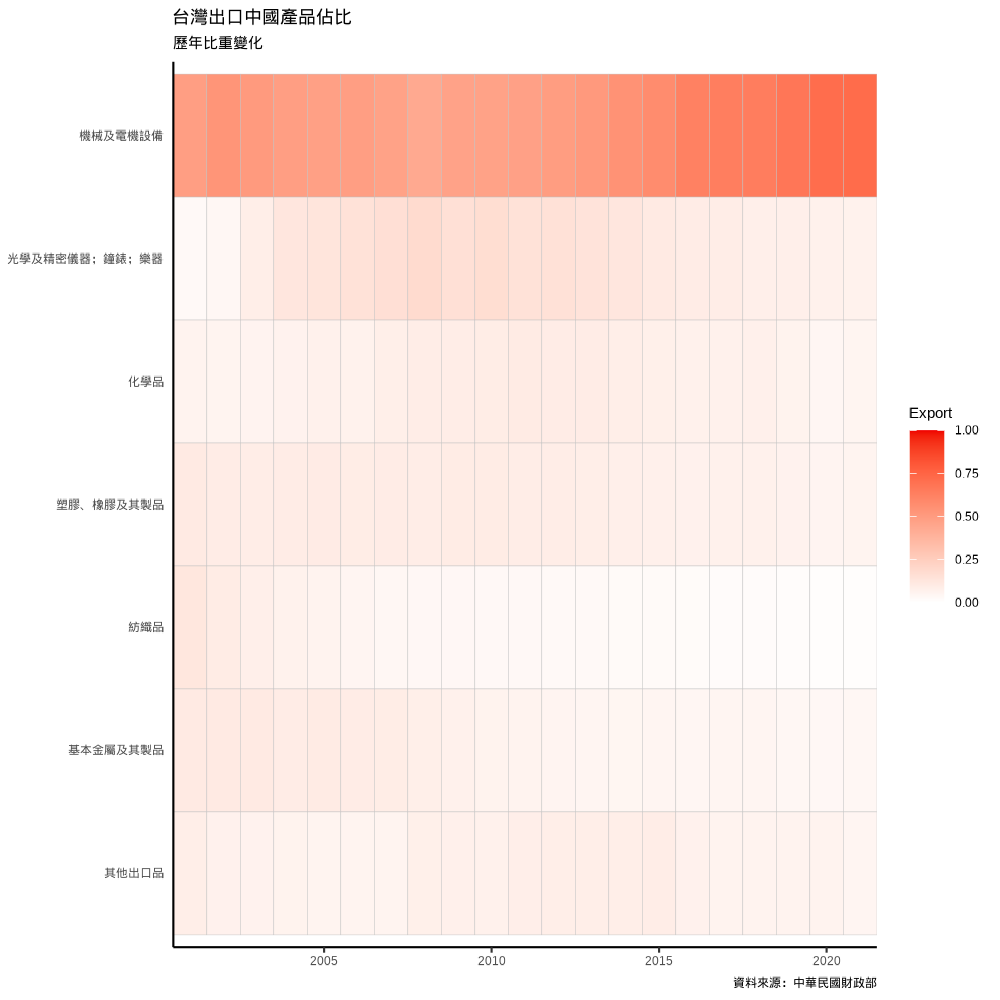 台灣出口中國產品佔比
歷年比重變化
機械及電機設備
光學及精密儀器；鐘錶；樂器
化學品
塑膠、橡膠及其製品
紡織品
基本金屬及其製品
其他出口品
Export
1.00
0.75
0.50
0.25
0.00
2005
2010
2015
2020
資料來源：中華民國財政部